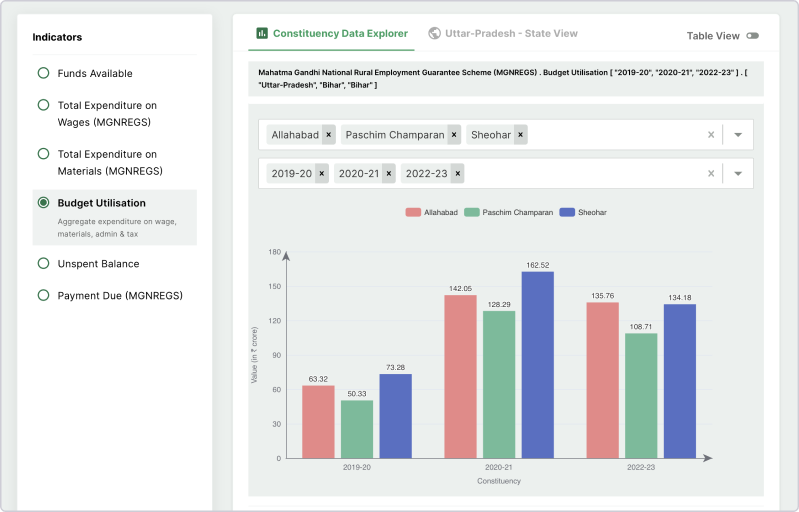 Indicators
Funds Available
Total Expenditure on
Wages (MGNREGS)
Total Expenditure on
Materials (MGNREGS)
Budget Utilisation
Aggregate expenditure on wage,
materials, admin & tax
Unspent Balance
Payment Due (MGNREGS)
Constituency Data Explorer
Uttar-Pradesh - State View
Table View
Mahatma Gandhi National Rural Employment Guarantee Scheme (MGNREGS) . Budget Utilisation [ "2019-20", "2020-21", "2022-23" ] . [
"Uttar-Pradesh", "Bihar", "Bihar" ]
Allahabad × Paschim Champaran × Sheohar ×
2019-20 × 2020-21 × 2022-23 ×
Allahabad Paschim Champaran Sheohar
Value (in ₹ crore)
180
150
120
90
60
30
0
63.32
50.33
73.28
142.05
128.29
162.52
135.76
108.71
134.18
2019-20 2020-21 2022-23
Constituency